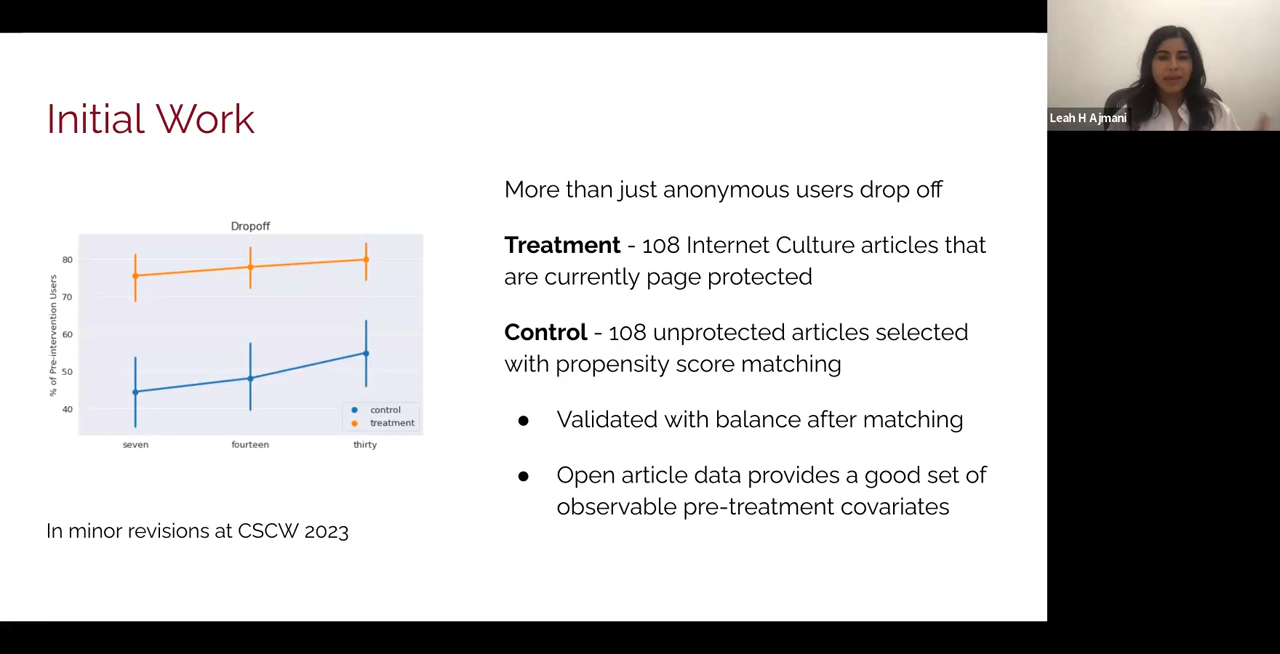 Initial Work
Dropoff
% of Pre-intervention Users
80
70
60
50
40
seven
fourteen
thirty
control
treatment
In minor revisions at CSCW 2023
More than just anonymous users drop off
Treatment - 108 Internet Culture articles that
are currently page protected
Control - 108 unprotected articles selected
with propensity score matching
● Validated with balance after matching
● Open article data provides a good set of
observable pre-treatment covariates
Leah H Ajmani